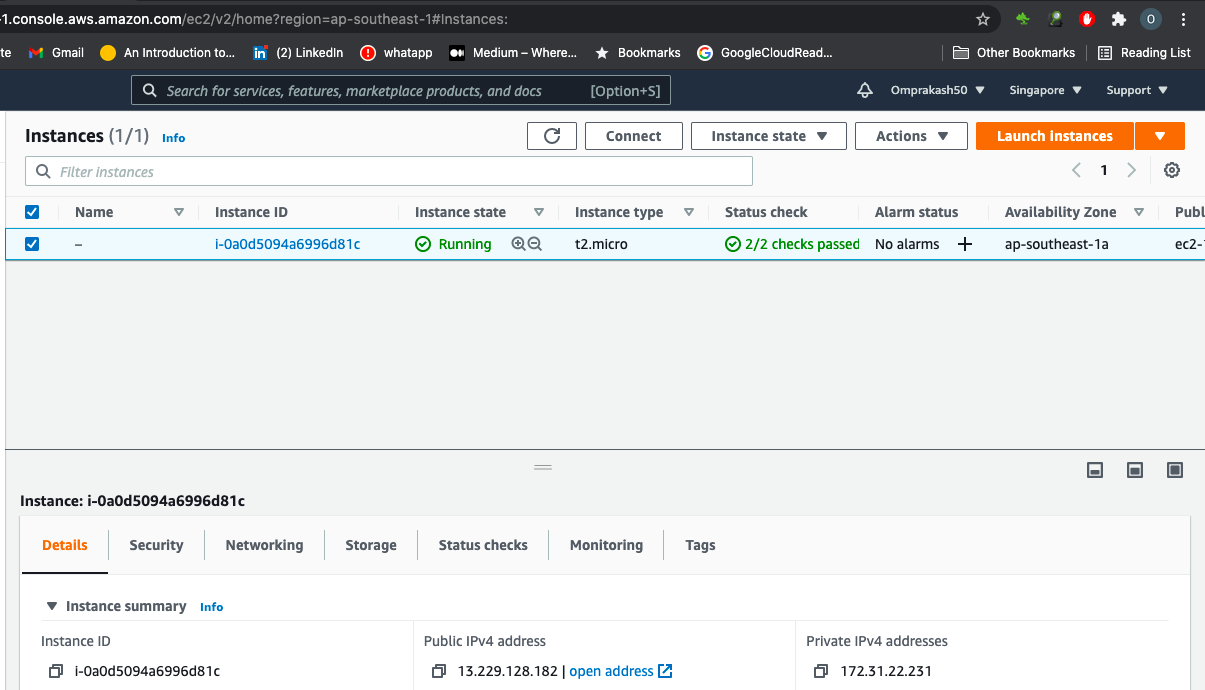 -1.console.aws.amazon.com/ec2/v2/home?region=ap-southeast-1#Instances:
O
te Gmail An Introduction to... (2) LinkedIn whatapp Medium – Where... Bookmarks GoogleCloudRead... Other Bookmarks Reading List
Search for services, features, marketplace products, and docs [Option+S] Omprakash50 Singapore Support
Instances (1/1) Info Connect Instance state Actions Launch instances
Filter instances 1
Name Instance ID Instance state Instance type Status check Alarm status Availability Zone Publ
– i-0a0d5094a6996d81c Running t2.micro 2/2 checks passed No alarms + ap-southeast-1a ec2-1
Instance: i-0a0d5094a6996d81c
Details Security Networking Storage Status checks Monitoring Tags
Instance summary Info
Instance ID Public IPv4 address Private IPv4 addresses
i-0a0d5094a6996d81c 13.229.128.182 | open address 172.31.22.231